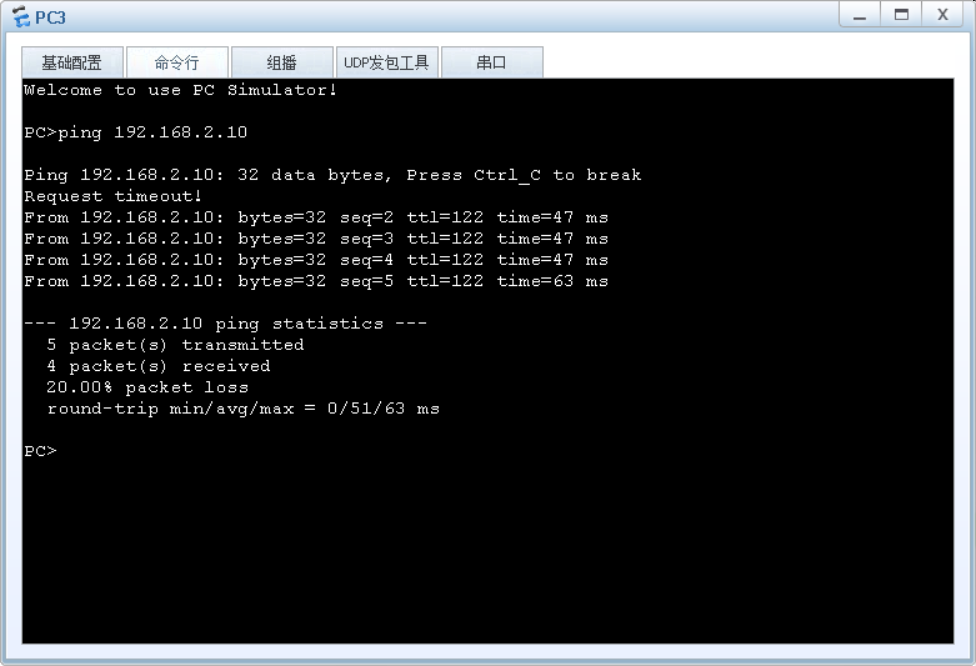 PC3
基础配置 命令行 组播 UDP发包工具 串口
Welcome to use PC Simulator!
PC>ping 192.168.2.10
Ping 192.168.2.10: 32 data bytes, Press Ctrl_C to break
Request timeout!
From 192.168.2.10: bytes=32 seq=2 ttl=122 time=47 ms
From 192.168.2.10: bytes=32 seq=3 ttl=122 time=47 ms
From 192.168.2.10: bytes=32 seq=4 ttl=122 time=47 ms
From 192.168.2.10: bytes=32 seq=5 ttl=122 time=63 ms
--- 192.168.2.10 ping statistics ---
5 packet(s) transmitted
4 packet(s) received
20.00% packet loss
round-trip min/avg/max = 0/51/63 ms
PC>